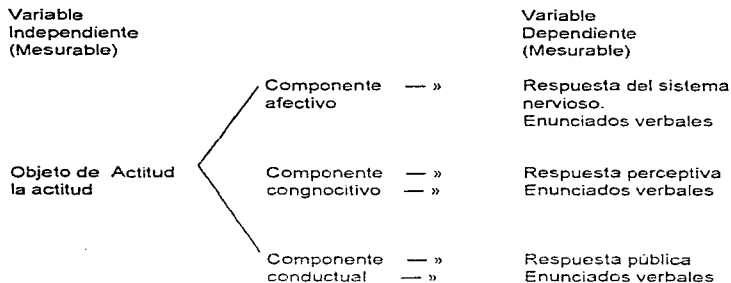 Variable
Independiente
(Mesurable)
Variable
Dependiente
(Mesurable)
Componente — »
afectivo
Respuesta del sistema
nervioso.
Enunciados verbales
Objeto de Actitud
la actitud
Componente — »
congnocitivo — »
Respuesta perceptiva
Enunciados verbales
Componente — »
conductual — »
Respuesta pública
Enunciados verbales